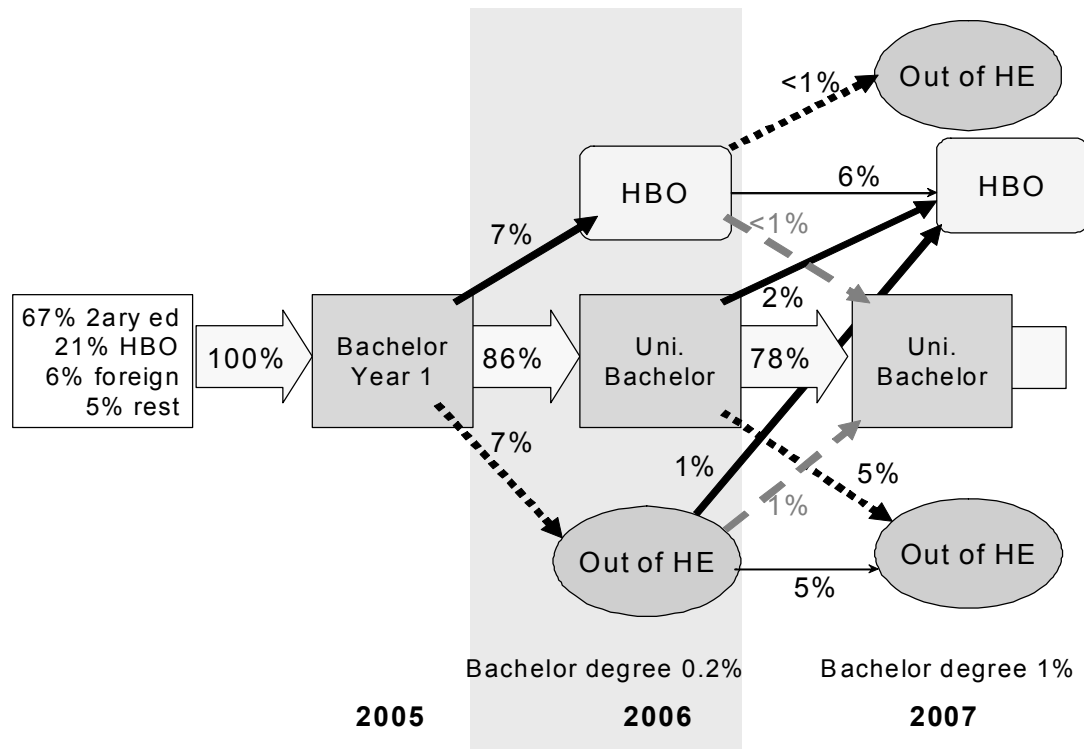 Out of HE
<1%
HBO
6%
HBO
<1%
7%
2%
67% 2ary ed
21% HBO
6% foreign
5% rest
100%
Bachelor
Year 1
86%
Uni.
Bachelor
78%
Uni.
Bachelor
7%
1%
5%
1%
Out of HE
5%
Out of HE
Bachelor degree 0.2%
Bachelor degree 1%
2005
2006
2007